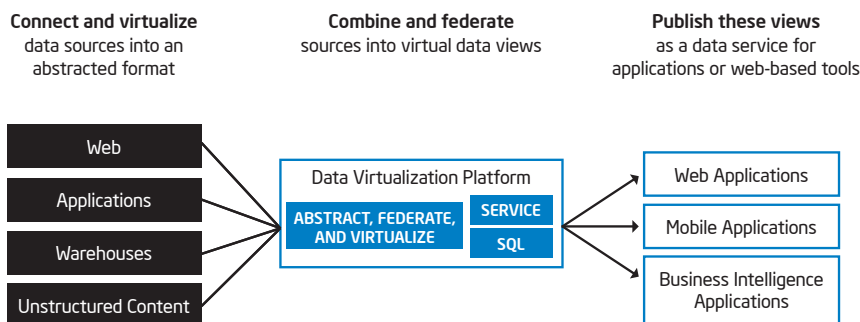 Connect and virtualize
data sources into an
abstracted format
Combine and federate
sources into virtual data views
Publish these views
as a data service for
applications or web-based tools
Web
Applications
Warehouses
Unstructured Content
Data Virtualization Platform
ABSTRACT, FEDERATE,
AND VIRTUALIZE
SERVICE
SQL
Web Applications
Mobile Applications
Business Intelligence
Applications